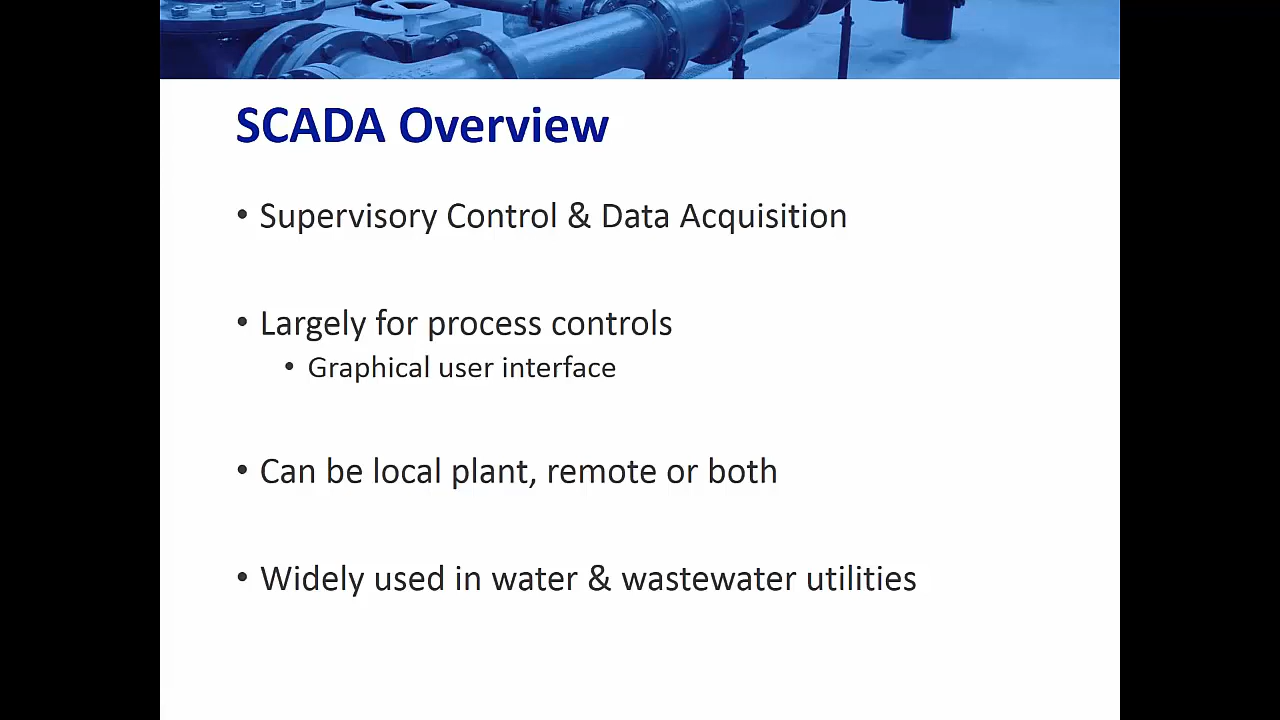 SCADA Overview
• Supervisory Control & Data Acquisition
• Largely for process controls
• Graphical user interface
• Can be local plant, remote or both
• Widely used in water & wastewater utilities